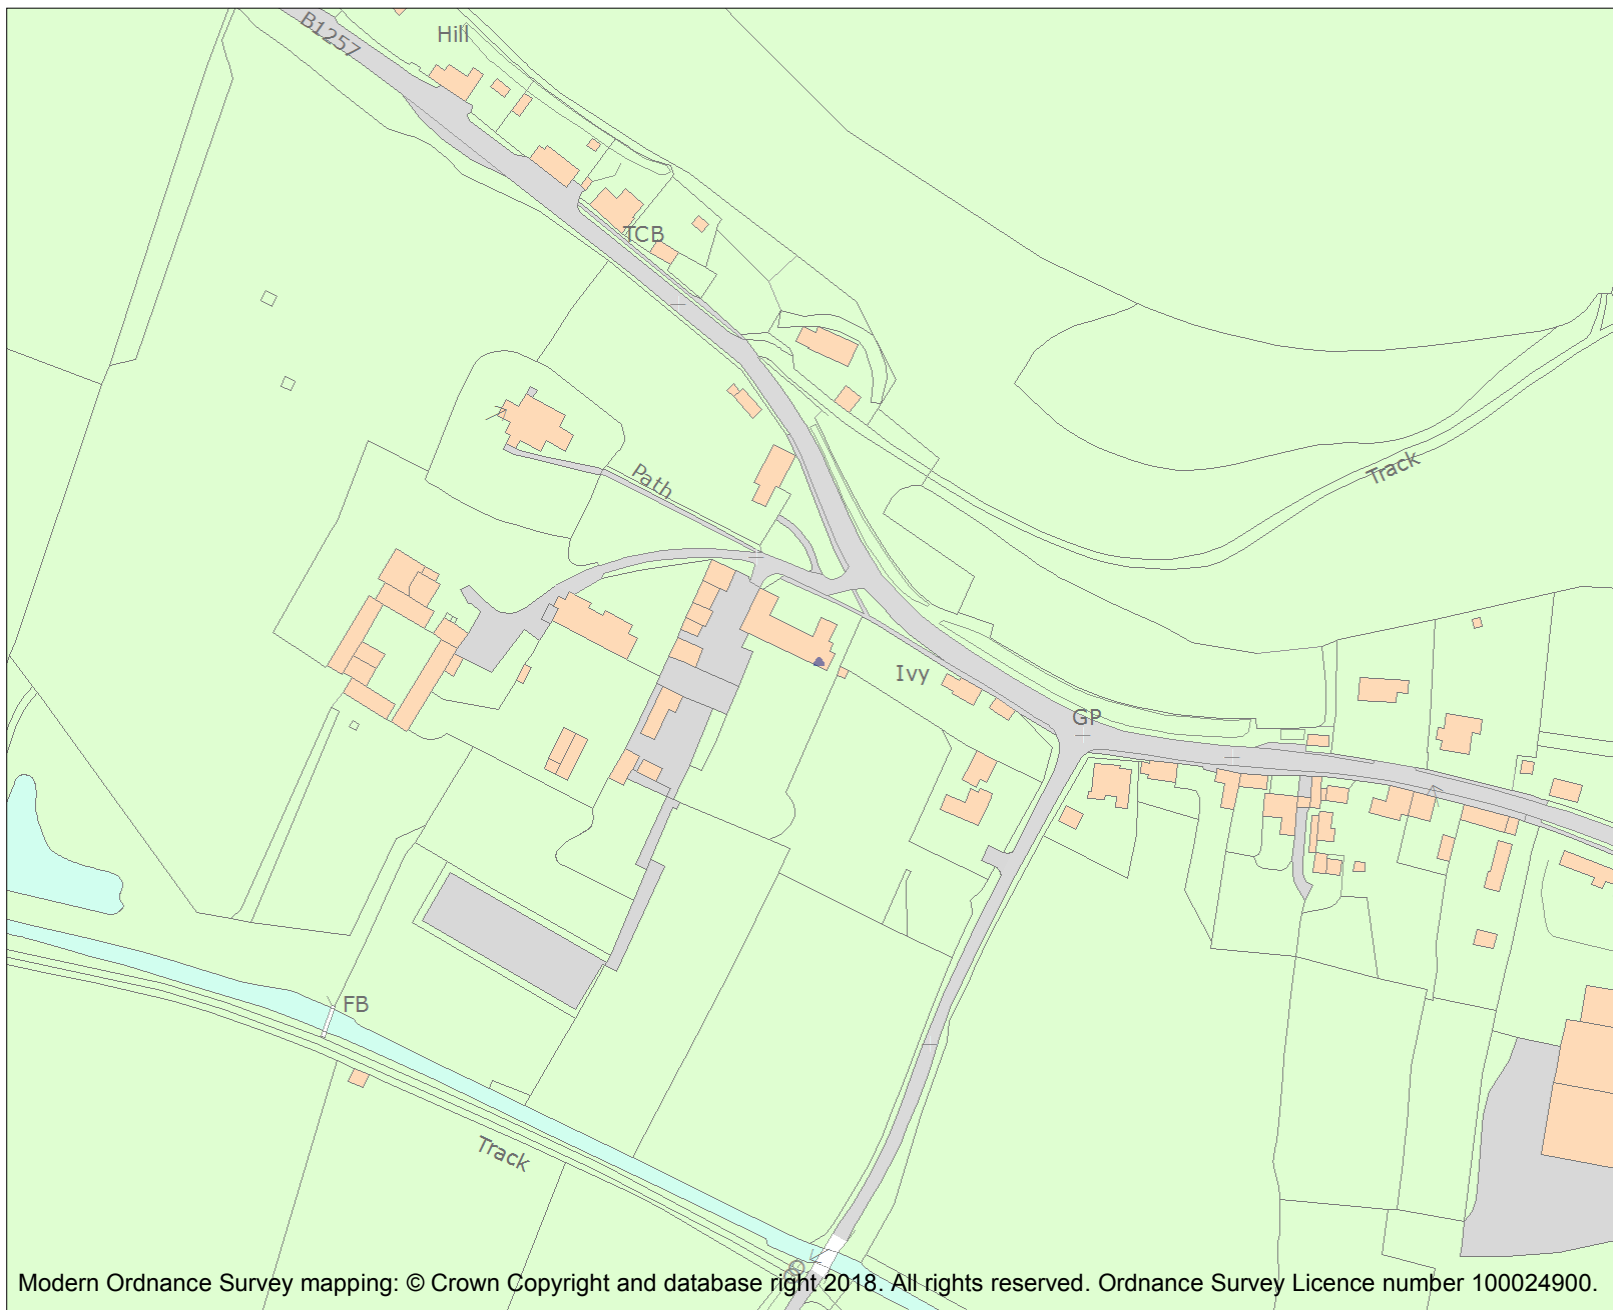 B1257
Hill
TCB
Track
Path
Ivy
GP
FB
Track
Modern Ordnance Survey mapping: © Crown Copyright and database right 2018. All rights reserved. Ordnance Survey Licence number 100024900.